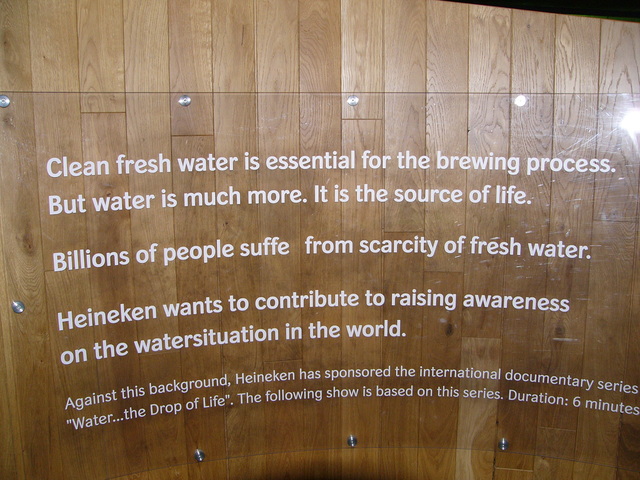 Clean fresh water is essential for the brewing process.
But water is much more. It is the source of life.
Billions of people suffe from scarcity of fresh water.
Heineken wants to contribute to raising awareness
on the watersituation in the world.
Against this background, Heineken has sponsored the international documentary series
"Water...the Drop of Life". The following show is based on this series. Duration: 6 minutes